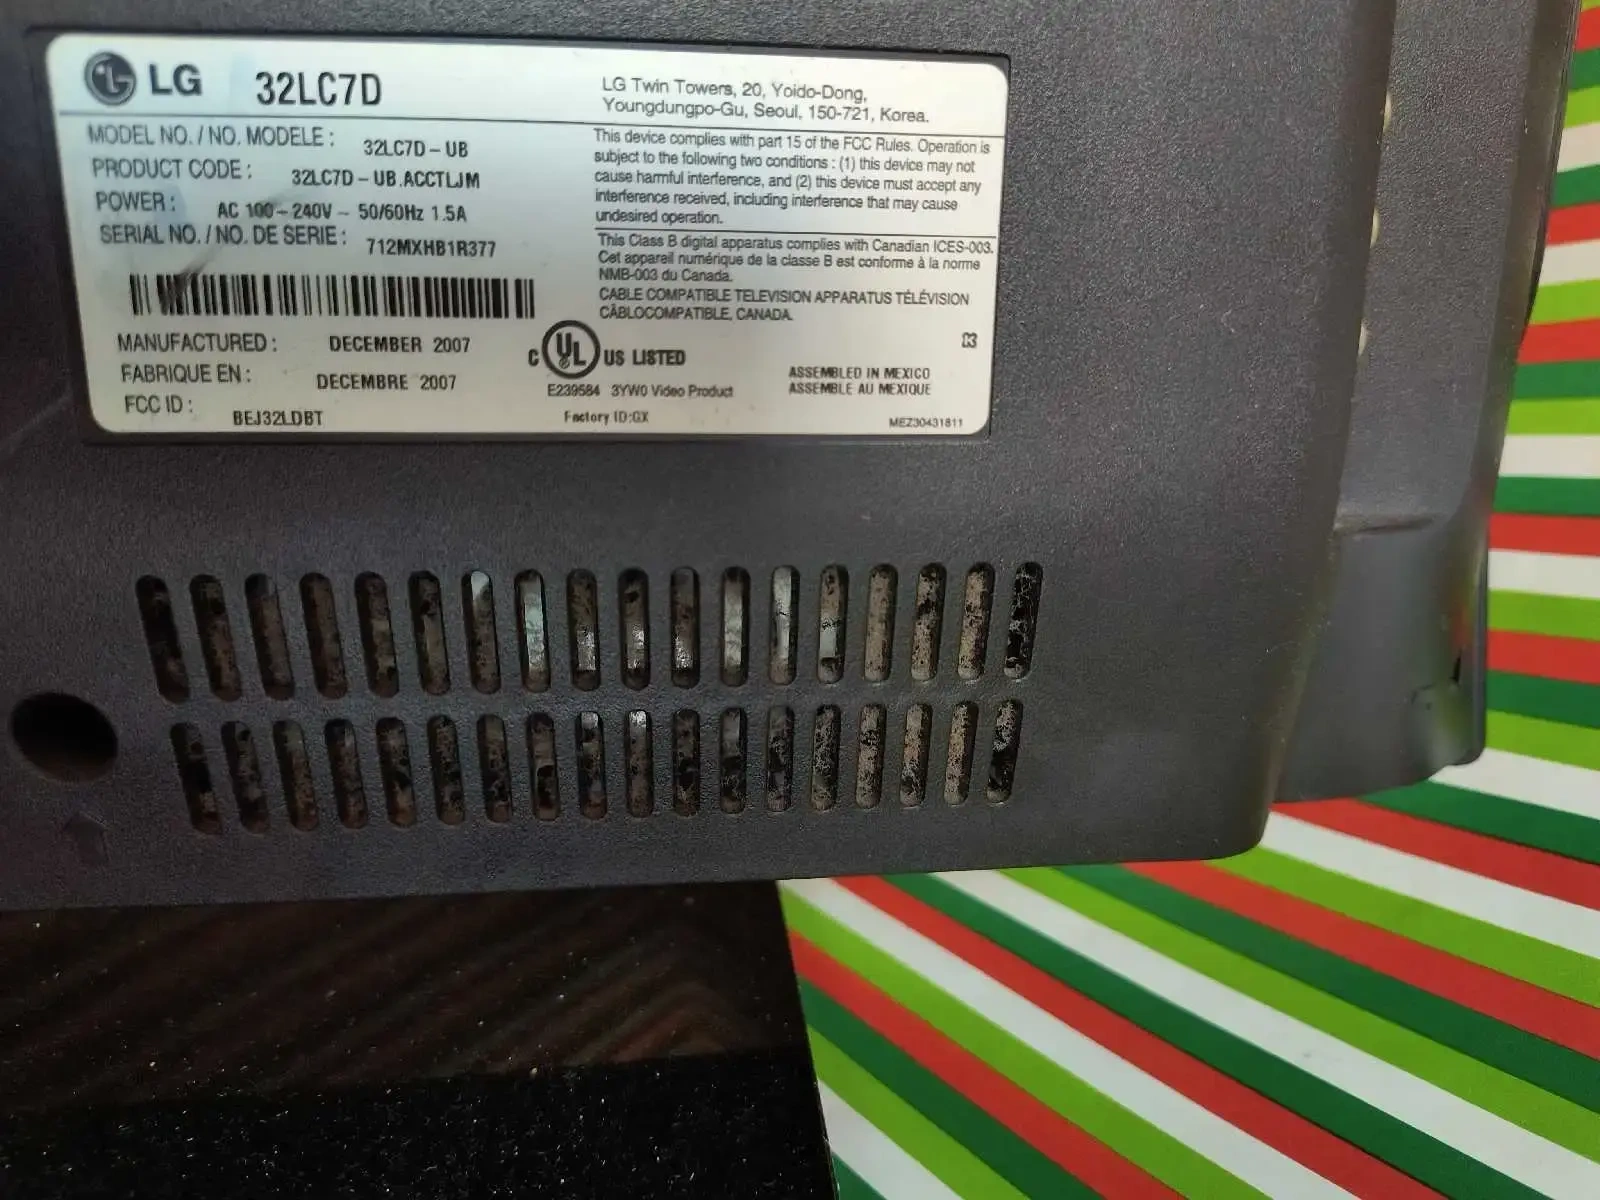 LG 32LC7D
LG Twin Towers, 20, Yoido-Dong,
Youngdungpo-Gu, Seoul, 150-721, Korea.
MODEL NO. / NO. MODELE : 32LC7D - UB
PRODUCT CODE : 32LC7D - UB.ACCTLJM
POWER : AC 100 ~ 240V ~ 50/60Hz 1.5A
SERIAL NO. / NO. DE SERIE : 712MXHB1R377
MANUFACTURED : DECEMBER 2007
FABRIQUE EN : DECEMBRE 2007
FCC ID : BEJ32LDBT
This device complies with part 15 of the FCC Rules. Operation is
subject to the following two conditions : (1) this device may not
cause harmful interference, and (2) this device must accept any
interference received, including interference that may cause
undesired operation.
This Class B digital apparatus complies with Canadian ICES-003.
Cet appareil numérique de la classe B est conforme à la norme
NMB-003 du Canada.
CABLE COMPATIBLE TELEVISION APPARATUS TÉLÉVISION
CÂBLOCOMPATIBLE, CANADA.
C UL US LISTED
E239584 3YW0 Video Product
Factory ID:GX
ASSEMBLED IN MEXICO
ASSEMBLE AU MEXIQUE
MEZ30431811